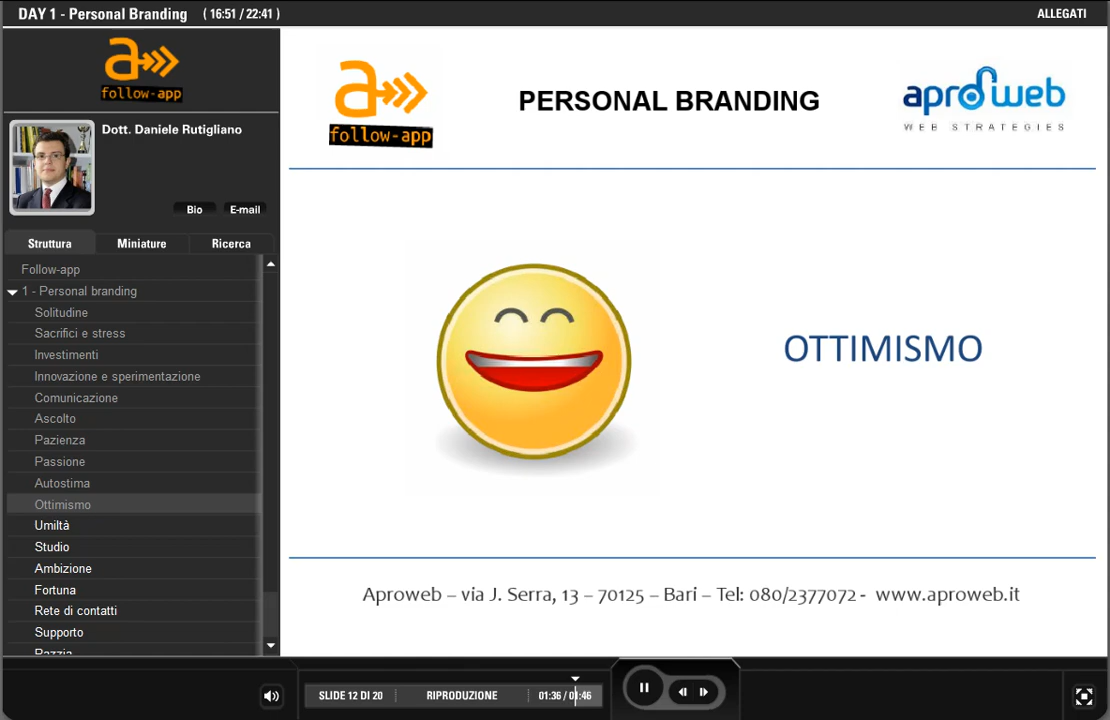 DAY 1 - Personal Branding ( 16:51 / 22:41 )
ALLEGATI
a
follow-app
Dott. Daniele Rutigliano
Bio
E-mail
Struttura
Miniature
Ricerca
Follow-app
1 - Personal branding
Solitudine
Sacrifici e stress
Investimenti
Innovazione e sperimentazione
Comunicazione
Ascolto
Pazienza
Passione
Autostima
Ottimismo
Umiltà
Studio
Ambizione
Fortuna
Rete di contatti
Supporto
Pazzia
a
follow-app
PERSONAL BRANDING
aproweb
WEB STRATEGIES
OTTIMISMO
Aproweb – via J. Serra, 13 – 70125 – Bari – Tel: 080/2377072 - www.aproweb.it
SLIDE 12 DI 20
RIPRODUZIONE
01:36 / 01:46